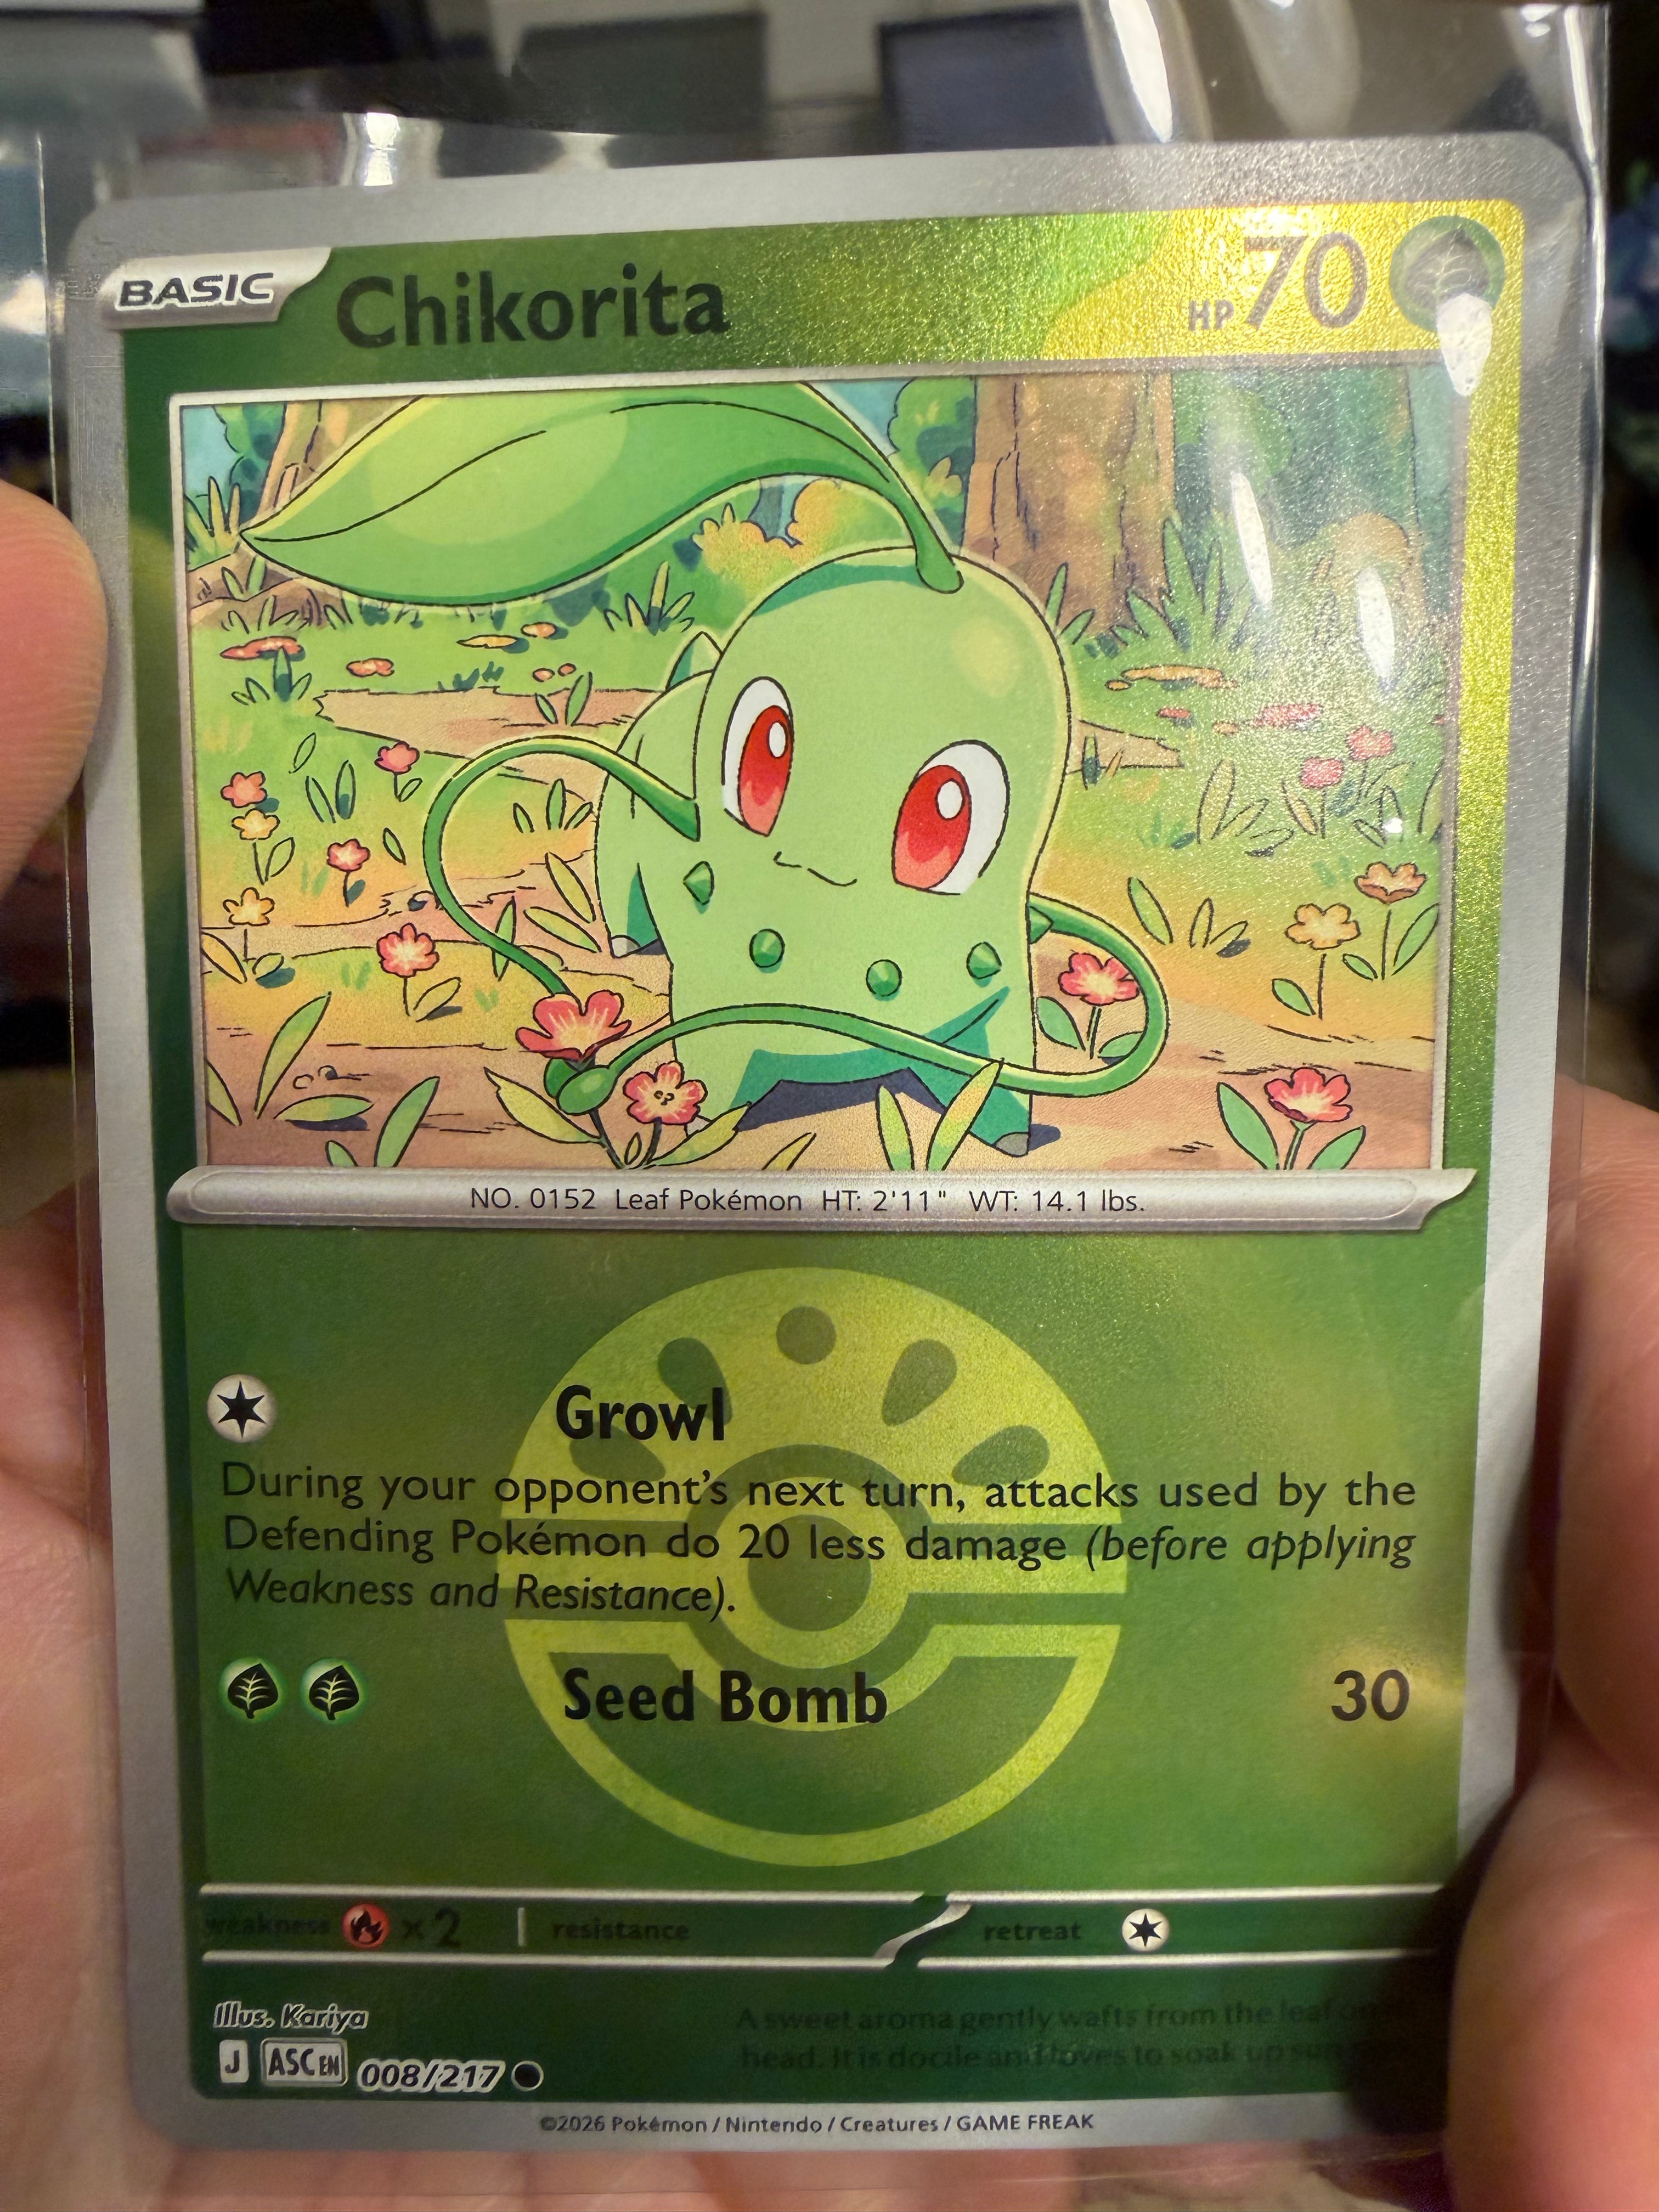 BASIC
Chikorita
HP 70
NO. 0152 Leaf Pokémon HT: 2'11" WT: 14.1 lbs.
Growl
During your opponent's next turn, attacks used by the
Defending Pokémon do 20 less damage (before applying
Weakness and Resistance).
Seed Bomb 30
weakness x2 resistance retreat
Illus. Kariya
A sweet aroma gently wafts from the leaf on
head. It is docile and loves to soak up
J ASC EN 008/217
©2026 Pokémon / Nintendo / Creatures / GAME FREAK